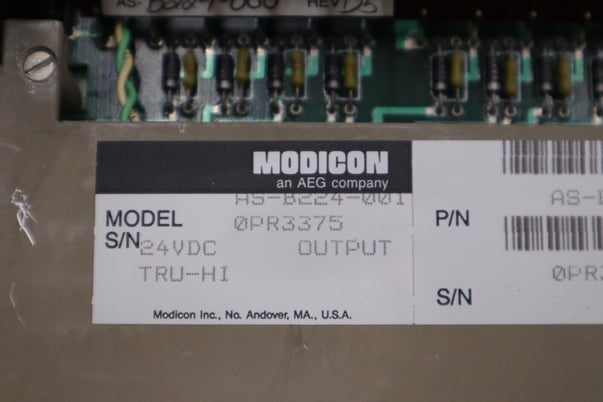 REV D5
MODICON
an AEG company
AS-B224-001
MODEL 0PR3375
S/N 24VDC OUTPUT
TRU-HI
Modicon Inc., No. Andover, MA., U.S.A.
P/N AS-B
0PR3
S/N